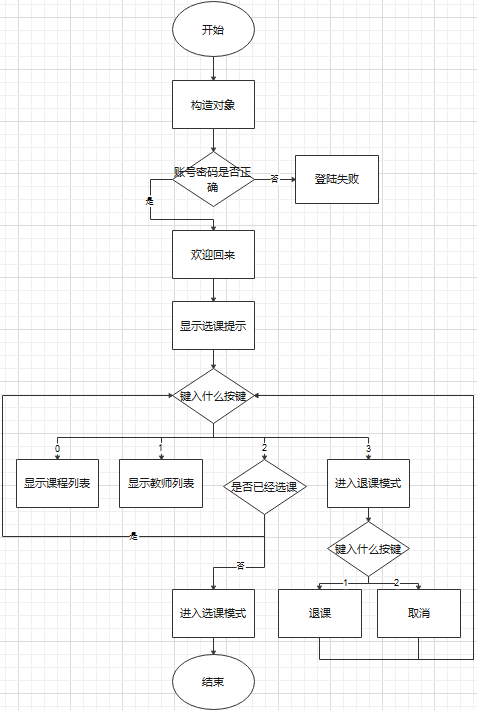 开始
构造对象
账号密码是否正
确
否
登陆失败
是
欢迎回来
显示选课提示
键入什么按键
0
1
2
3
显示课程列表
显示教师列表
是否已经选课
进入退课模式
是
键入什么按键
否
1
2
进入选课模式
退课
取消
结束